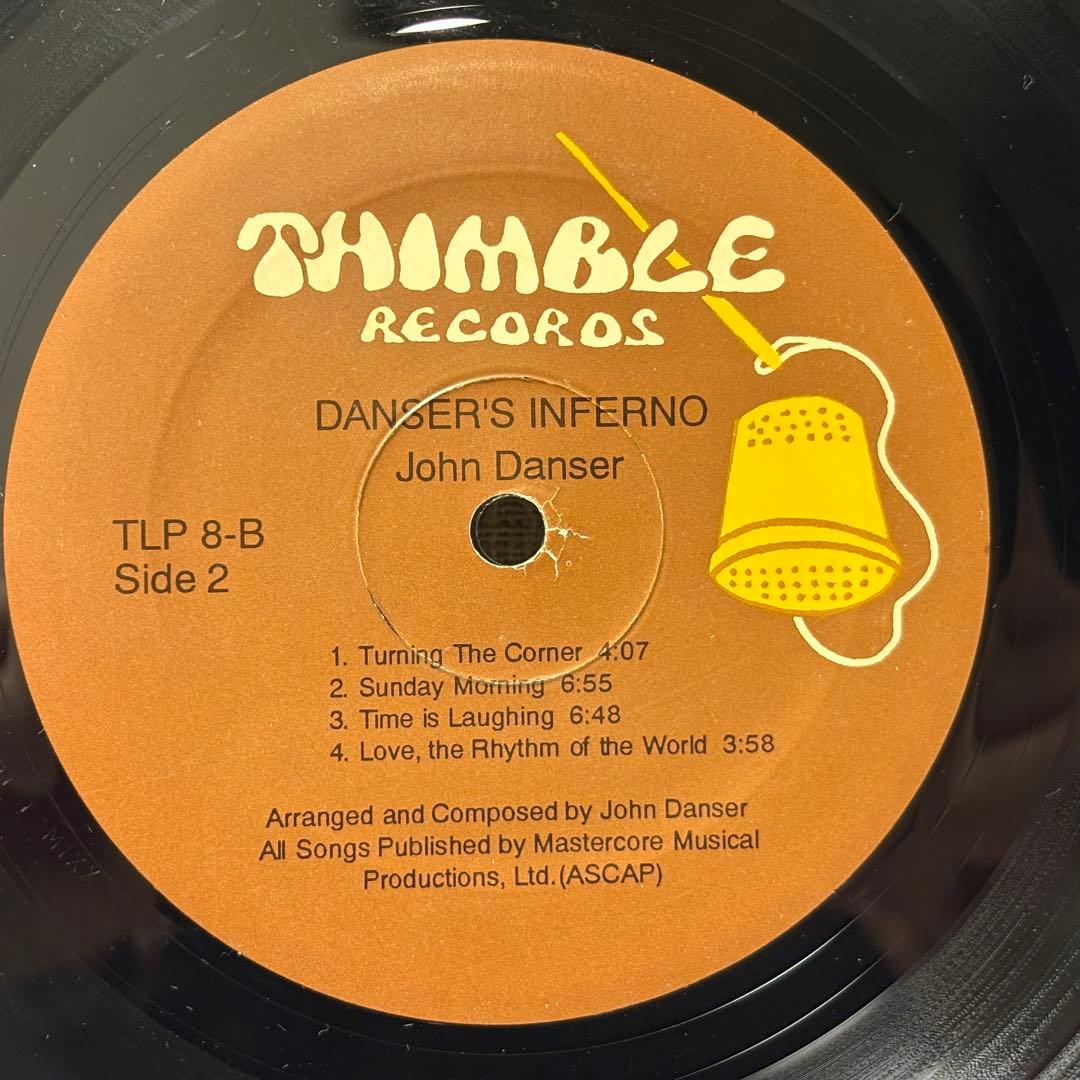 THIMBLE
RECORDS
DANSER'S INFERNO
John Danser
TLP 8-B
Side 2
1. Turning The Corner 4:07
2. Sunday Morning 6:55
3. Time is Laughing 6:48
4. Love, the Rhythm of the World 3:58
Arranged and Composed by John Danser
All Songs Published by Mastercore Musical
Productions, Ltd.(ASCAP)